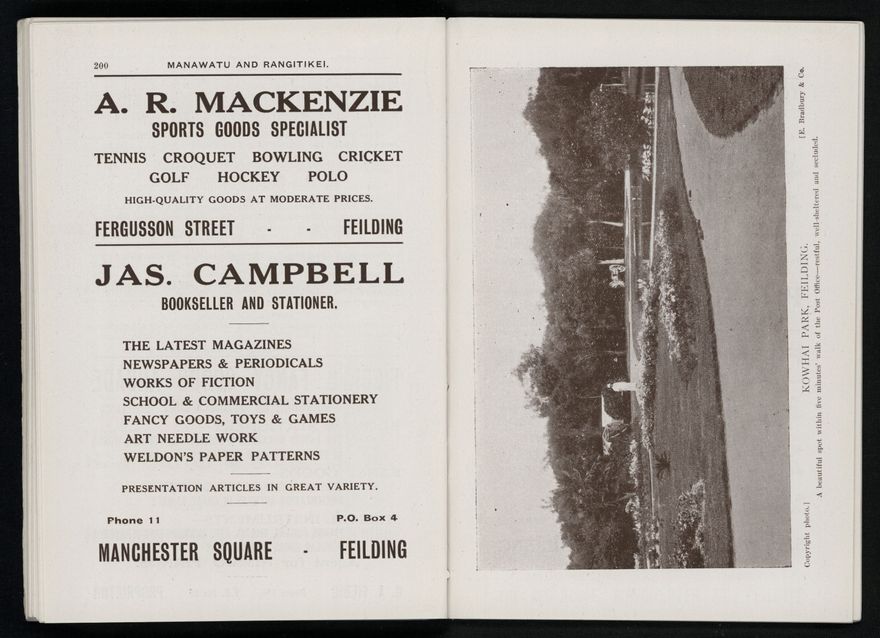 200 MANAWATU AND RANGITIKEI.
A. R. MACKENZIE
SPORTS GOODS SPECIALIST
TENNIS CROQUET BOWLING CRICKET
GOLF HOCKEY POLO
HIGH-QUALITY GOODS AT MODERATE PRICES.
FERGUSSON STREET - - FEILDING
JAS. CAMPBELL
BOOKSELLER AND STATIONER.
THE LATEST MAGAZINES
NEWSPAPERS & PERIODICALS
WORKS OF FICTION
SCHOOL & COMMERCIAL STATIONERY
FANCY GOODS, TOYS & GAMES
ART NEEDLE WORK
WELDON'S PAPER PATTERNS
PRESENTATION ARTICLES IN GREAT VARIETY.
Phone 11 P.O. Box 4
MANCHESTER SQUARE - FEILDING
Copyright photo.] [E. Bradbury & Co.
KOWHAI PARK, FEILDING.
A beautiful spot within five minutes' walk of the Post Office—restful, well-sheltered and secluded.